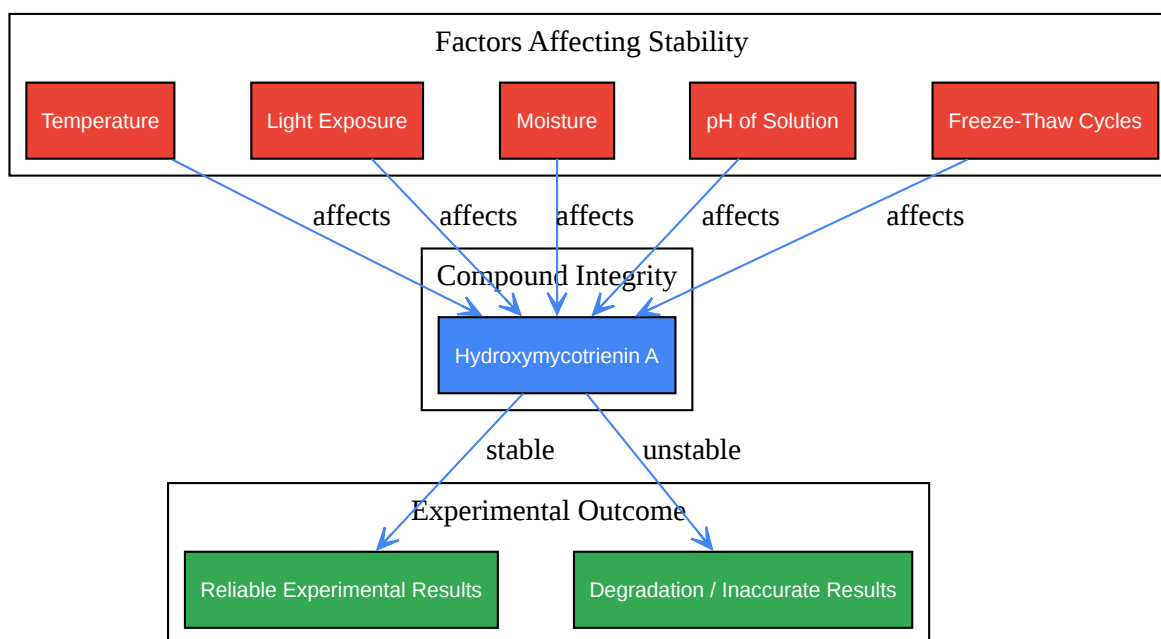 Factors Affecting Stability
Temperature
Light Exposure
Moisture
pH of Solution
Freeze-Thaw Cycles
affects
affects
affects
affects
affects
Compound Integrity
Hydroxymycotrienin A
stable
unstable
Experimental Outcome
Reliable Experimental Results
Degradation / Inaccurate Results